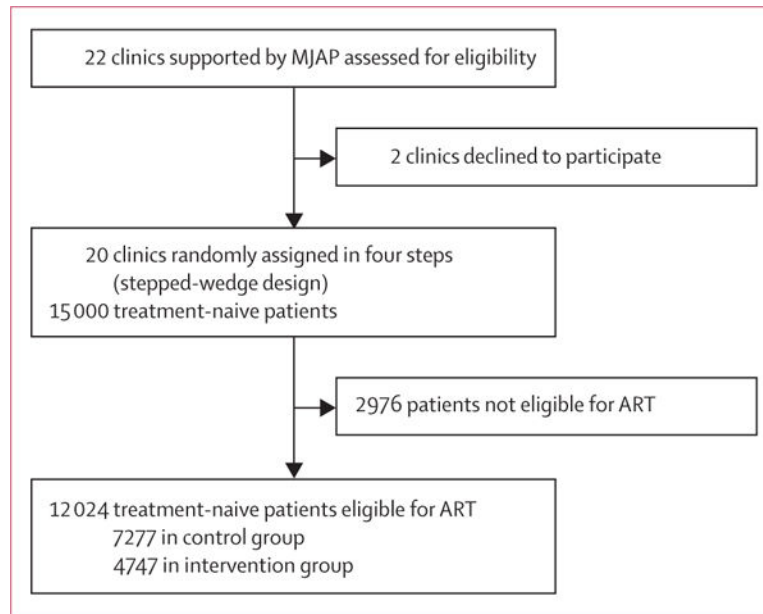 22 clinics supported by MJAP assessed for eligibility
2 clinics declined to participate
20 clinics randomly assigned in four steps
(stepped-wedge design)
15 000 treatment-naive patients
2976 patients not eligible for ART
12 024 treatment-naive patients eligible for ART
7277 in control group
4747 in intervention group